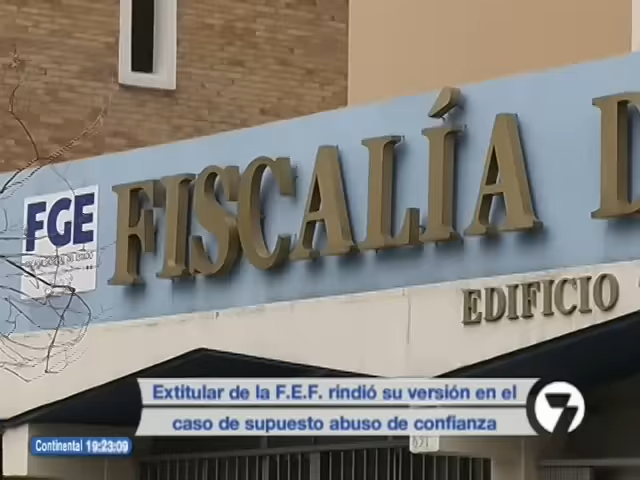 FGE
FISCALÍA D
EDIFICIO
Extitular de la F.E.F. rindió su versión en el
caso de supuesto abuso de confianza
7
Continental 19:23:09